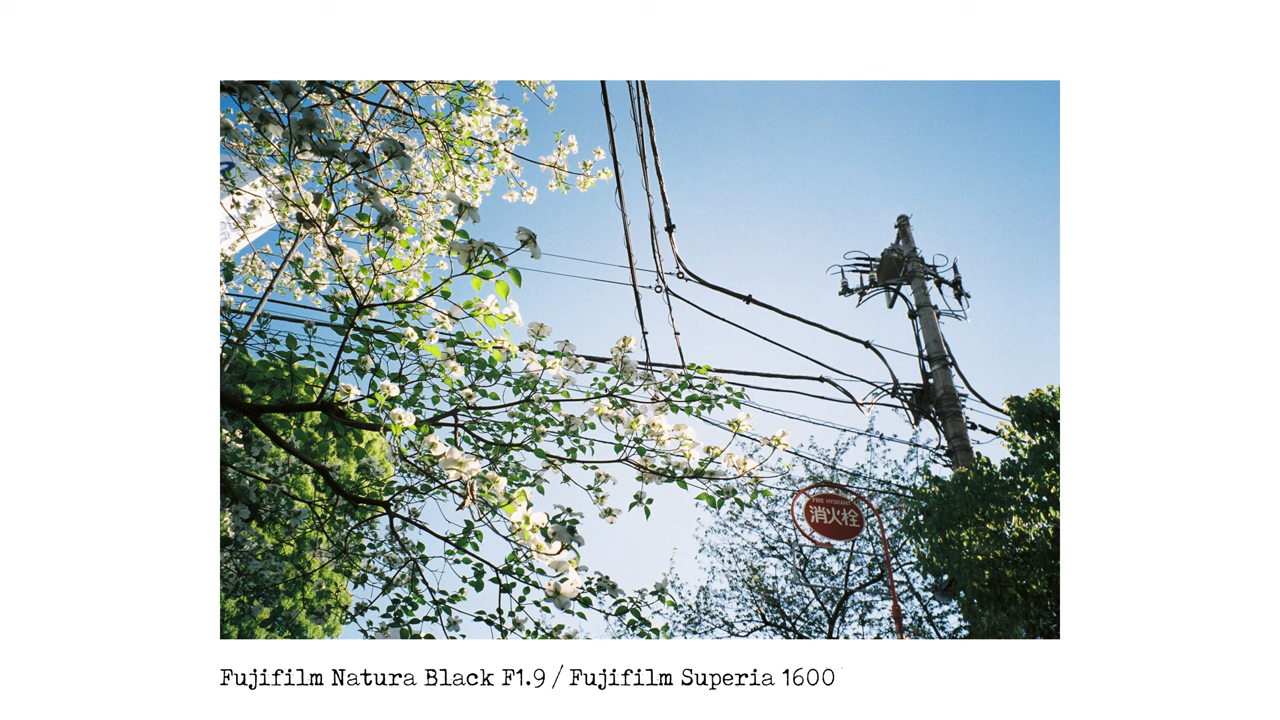 FIRE HYDRANT
消火栓
Fujifilm Natura Black F1.9 / Fujifilm Superia 1600